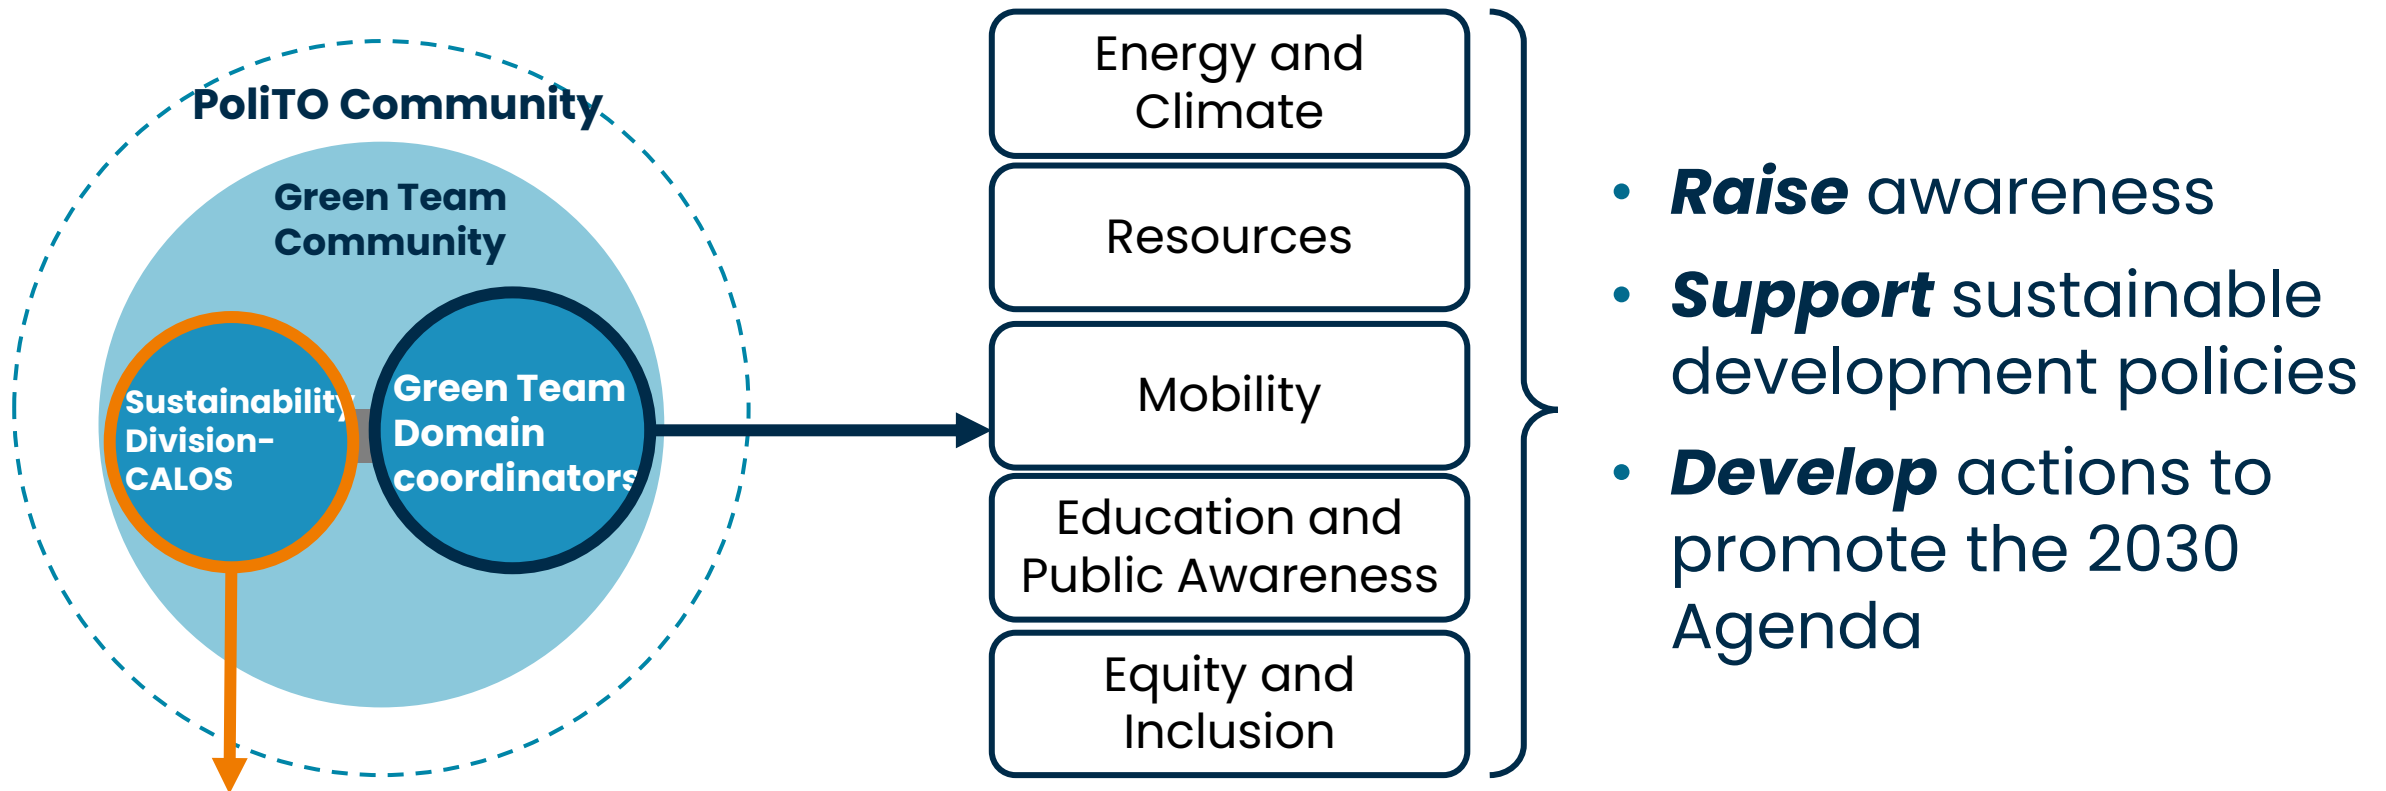 PoliTO Community
Green Team
Community
Sustainability
Division-
CALOS
Green Team
Domain
coordinators
Energy and
Climate
Resources
Mobility
Education and
Public Awareness
Equity and
Inclusion
• Raise awareness
• Support sustainable
development policies
• Develop actions to
promote the 2030
Agenda